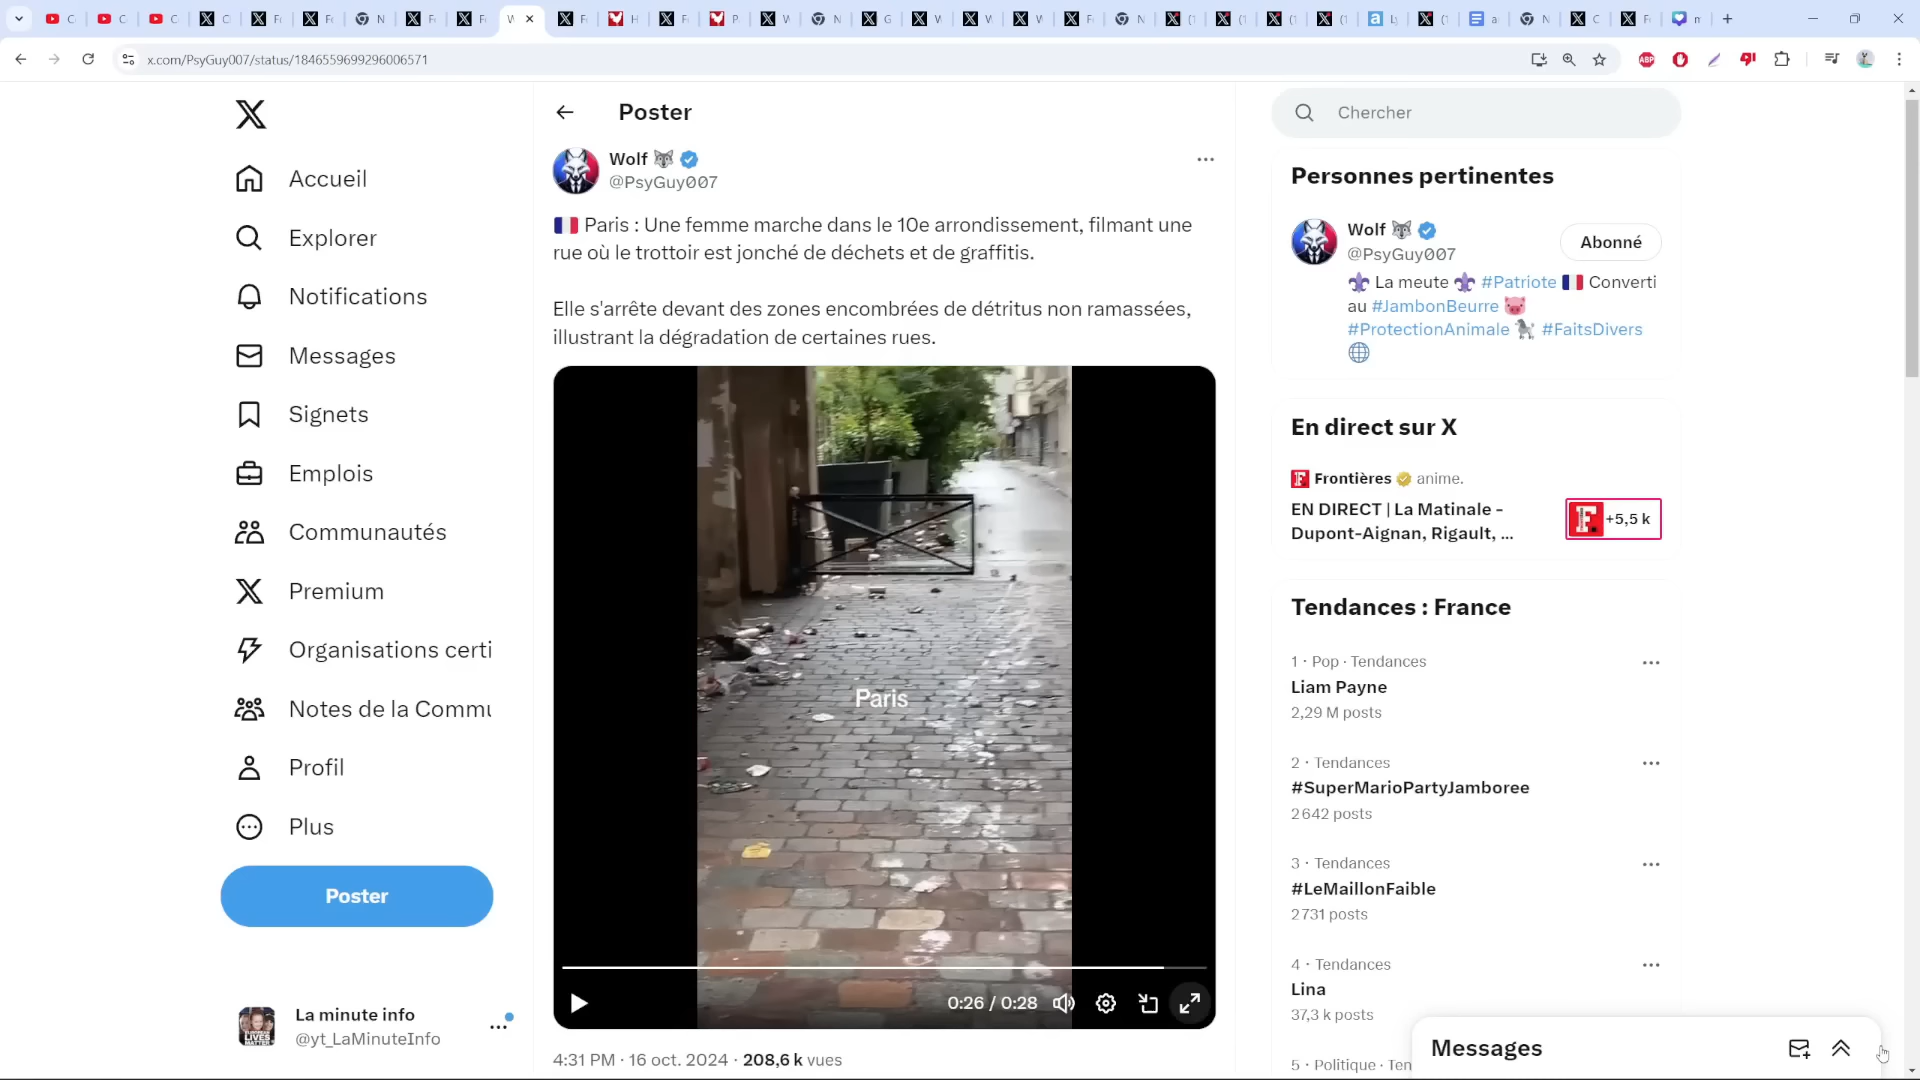 x.com/PsyGuy007/status/1846559699296006571
Accueil
Explorer
Notifications
Messages
Signets
Emplois
Communautés
Premium
Organisations certi
Notes de la Commu
Profil
Plus
Poster
La minute info
@yt_LaMinuteInfo
Poster
Wolf
@PsyGuy007
Paris : Une femme marche dans le 10e arrondissement, filmant une
rue où le trottoir est jonché de déchets et de graffitis.
Elle s'arrête devant des zones encombrées de détritus non ramassées,
illustrant la dégradation de certaines rues.
Paris
0:26 / 0:28
4:31 PM · 16 oct. 2024 · 208,6 k vues
Chercher
Personnes pertinentes
Wolf
@PsyGuy007
Abonné
La meute #Patriote Converti
au #JambonBeurre
#ProtectionAnimale #FaitsDivers
En direct sur X
Frontières anime.
EN DIRECT | La Matinale -
Dupont-Aignan, Rigault, ...
+5,5 k
Tendances : France
1 · Pop · Tendances
Liam Payne
2,29 M posts
2 · Tendances
#SuperMarioPartyJamboree
2 642 posts
3 · Tendances
#LeMaillonFaible
2 731 posts
4 · Tendances
Lina
37,3 k posts
5 · Politique · Ten
Messages